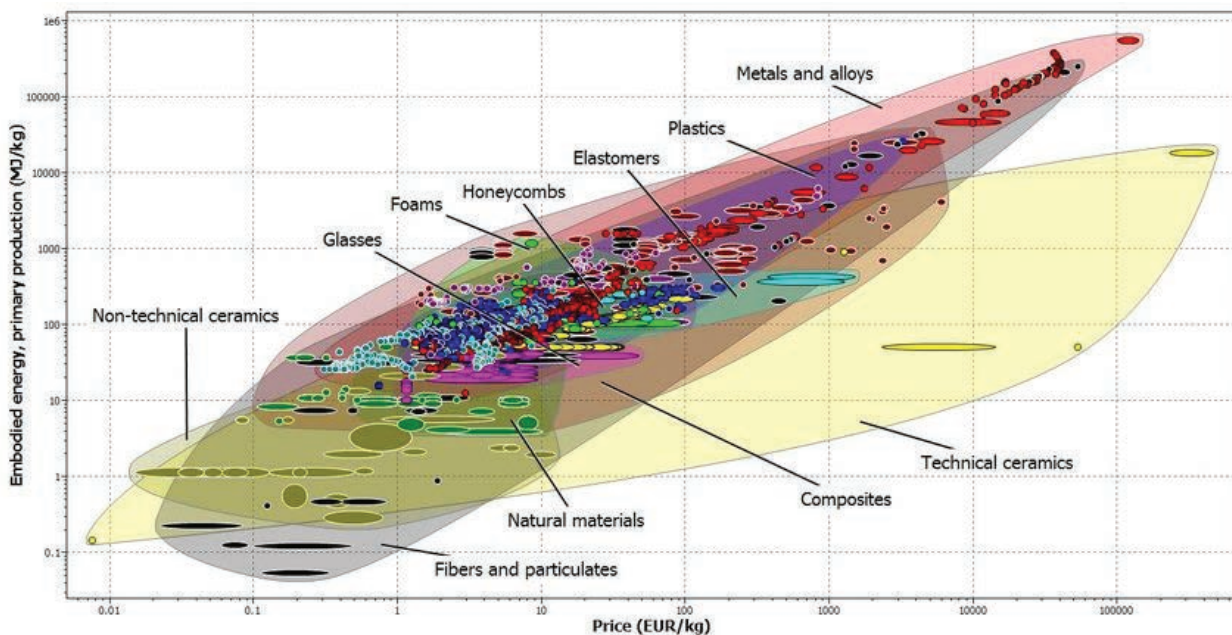 1e6
Metals and alloys
100000
Plastics
Elastomers
10000
Honeycombs
Foams
1000
Glasses
Non-technical ceramics
100
10
Technical ceramics
1
Composites
Natural materials
0.1
Fibers and particulates
Embodied energy, primary production (MJ/kg)
0.01 0.1 1 10 100 1000 10000 100000
Price (EUR/kg)